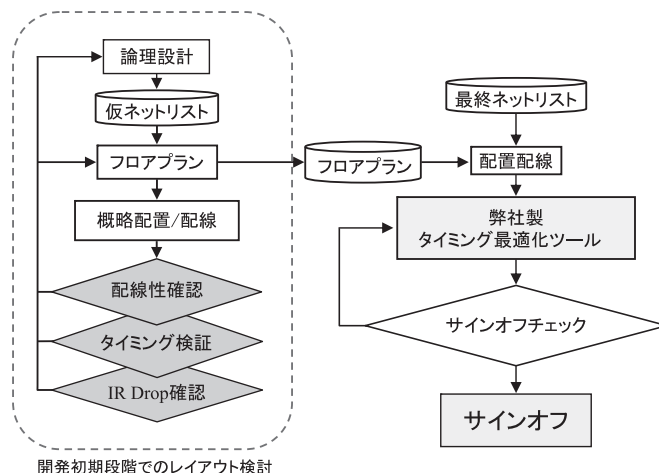 論理設計
仮ネットリスト
フロアプラン
概略配置/配線
配線性確認
タイミング検証
IR Drop確認
開発初期段階でのレイアウト検討
フロアプラン
最終ネットリスト
配置配線
弊社製
タイミング最適化ツール
サインオフチェック
サインオフ